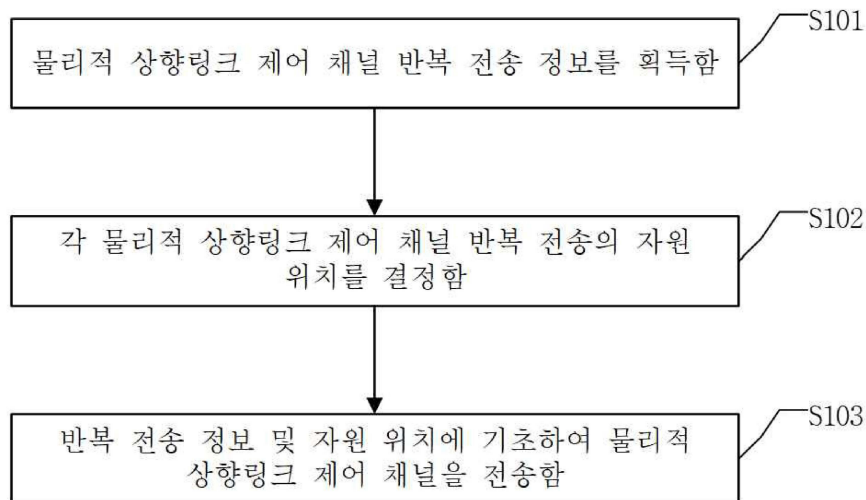 S101
물리적 상향링크 제어 채널 반복 전송 정보를 획득함
S102
각 물리적 상향링크 제어 채널 반복 전송의 자원
위치를 결정함
S103
반복 전송 정보 및 자원 위치에 기초하여 물리적
상향링크 제어 채널을 전송함